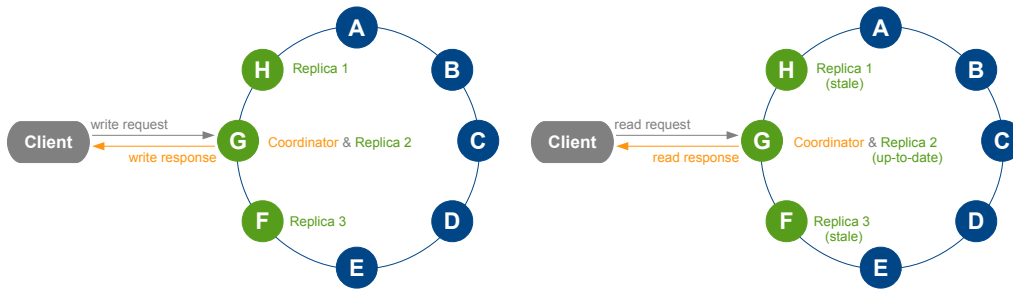 A
H
Replica 1
B
write request
Client
G
Coordinator & Replica 2
C
write response
F
Replica 3
D
E
A
H
Replica 1
(stale)
B
read request
Client
G
Coordinator & Replica 2
(up-to-date)
C
read response
F
Replica 3
(stale)
D
E